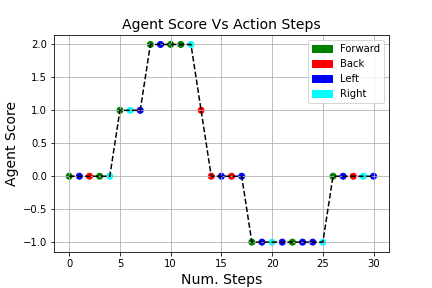 Agent Score Vs Action Steps
Agent Score
2.0
1.5
1.0
0.5
0.0
−0.5
−1.0
Forward
Back
Left
Right
0 5 10 15 20 25 30
Num. Steps